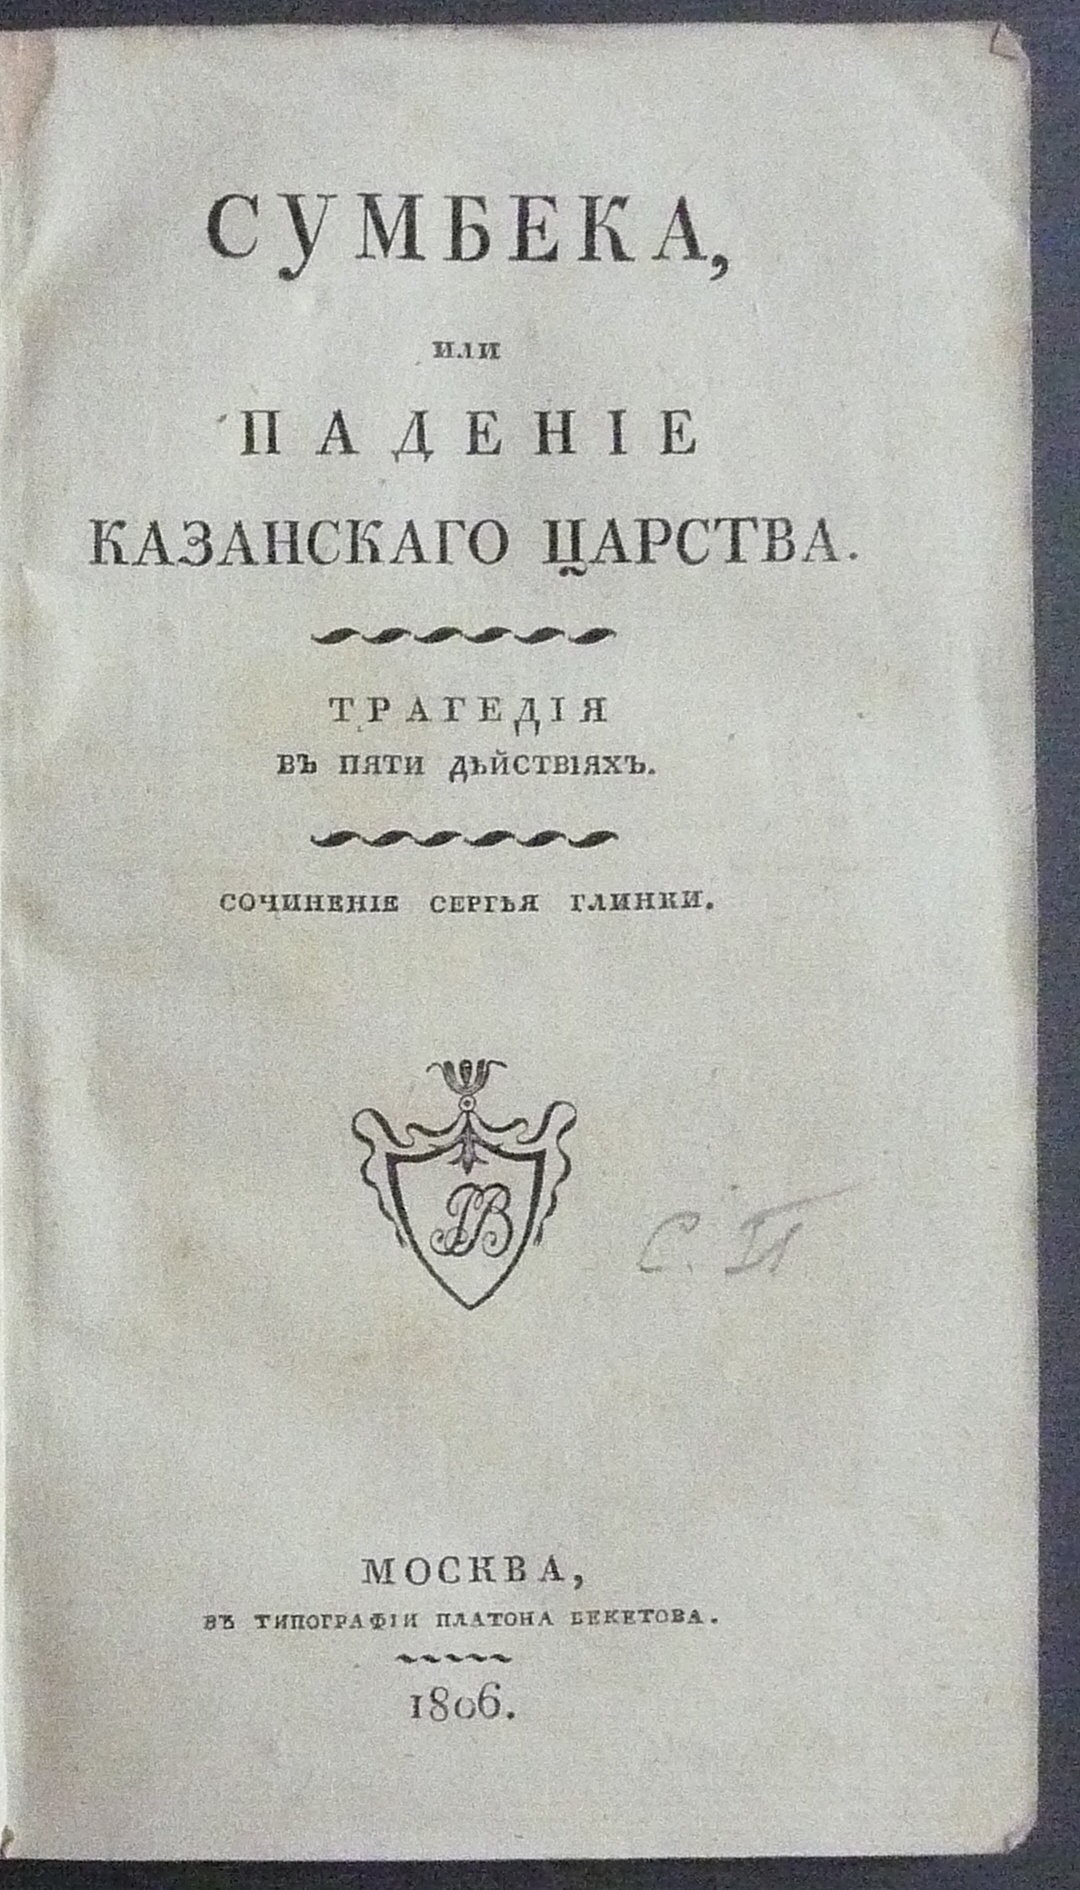 СУМБЕКА,
или
ПАДЕНІЕ
КАЗАНСКАГО ЦАРСТВА.
ТРАГЕДІЯ
ВЪ ПЯТИ ДѢЙСТВІЯХЪ.
СОЧИНЕНІЕ СЕРГѢЯ ГЛИНКИ.
МОСКВА,
ВЪ ТИПОГРАФІИ ПЛАТОНА БЕКЕТОВА.
1806.